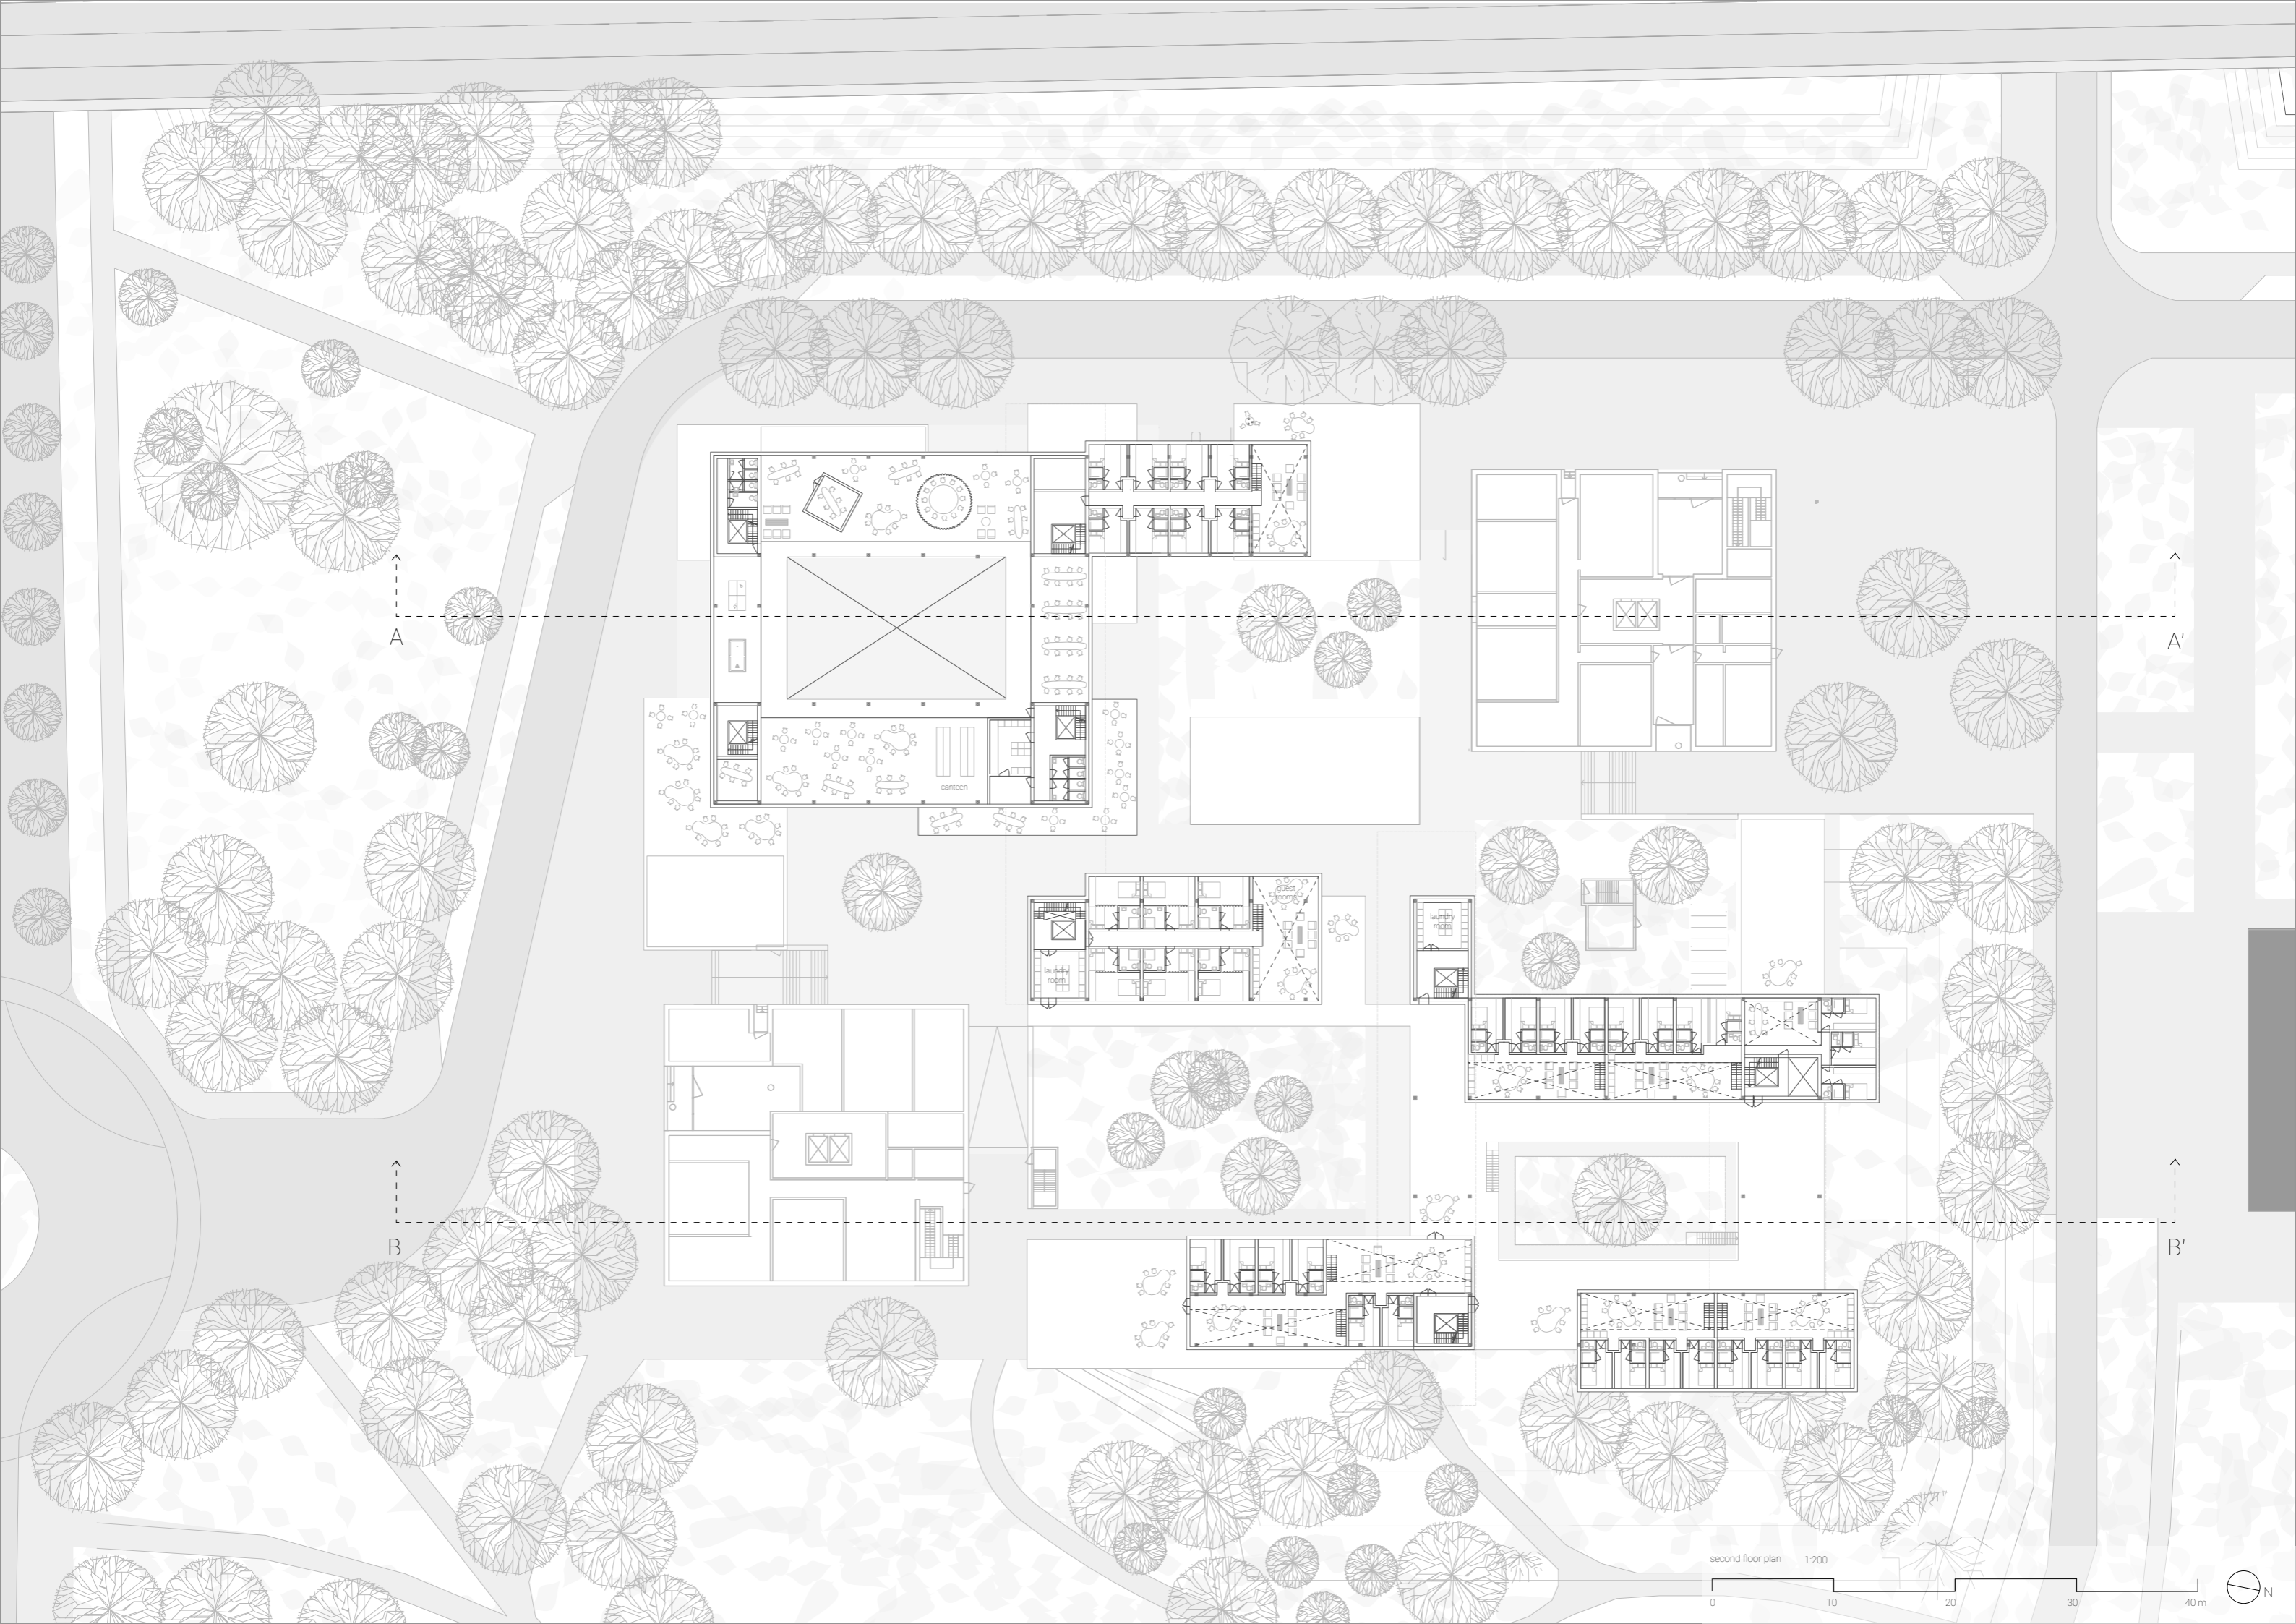 A
A'
canteen
guest
rooms
laundry
room
laundry
room
B
B'
second floor plan 1:200
0 10 20 30 40 m
N